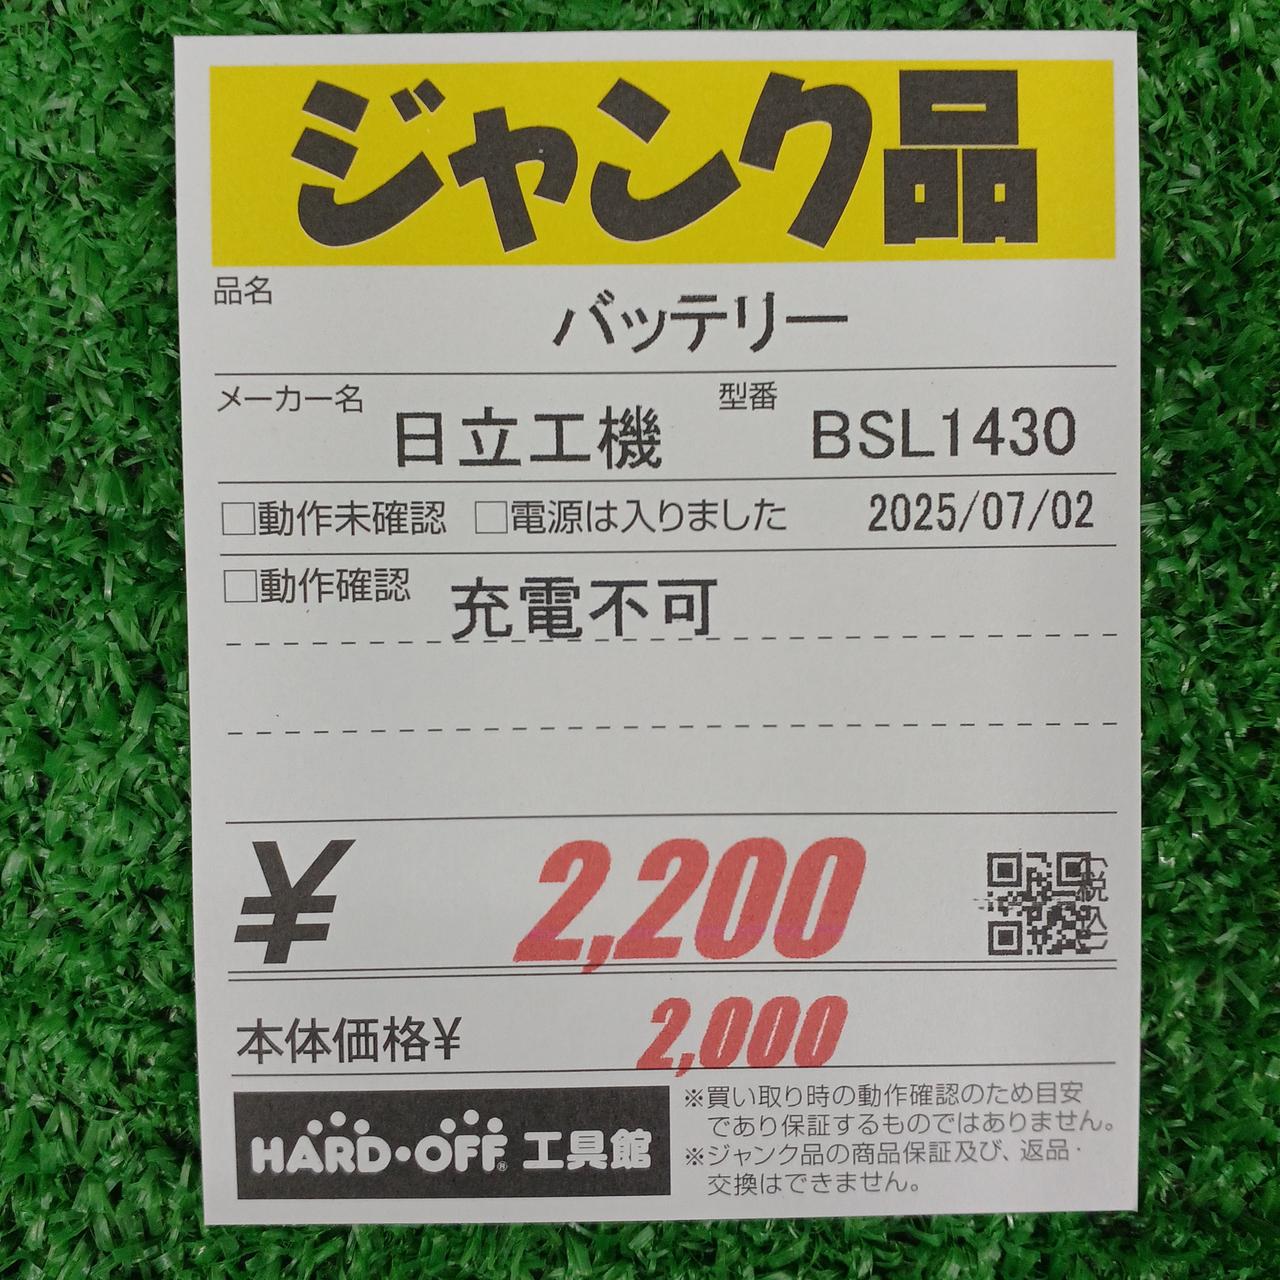 ジャンク品
品名
バッテリー
メーカー名 日立工機 型番 BSL1430
□動作未確認 □電源は入りました 2025/07/02
□動作確認 充電不可
¥ 2,200 (税込)
本体価格¥ 2,000
HARD・OFF® 工具館
※買い取り時の動作確認のため目安
であり保証するものではありません。
※ジャンク品の商品保証及び、返品・
交換はできません。